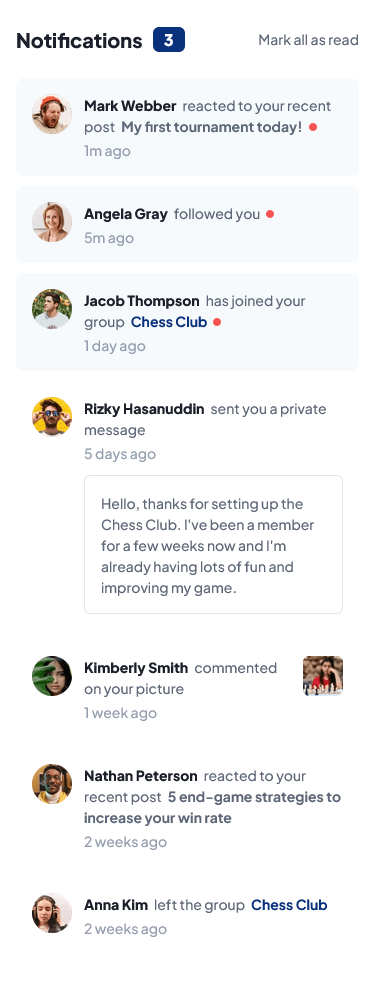 Notifications 3 Mark all as read
Mark Webber reacted to your recent
post My first tournament today!
1m ago
Angela Gray followed you
5m ago
Jacob Thompson has joined your
group Chess Club
1 day ago
Rizky Hasanuddin sent you a private
message
5 days ago
Hello, thanks for setting up the
Chess Club. I've been a member
for a few weeks now and I'm
already having lots of fun and
improving my game.
Kimberly Smith commented
on your picture
1 week ago
Nathan Peterson reacted to your
recent post 5 end-game strategies to
increase your win rate
2 weeks ago
Anna Kim left the group Chess Club
2 weeks ago